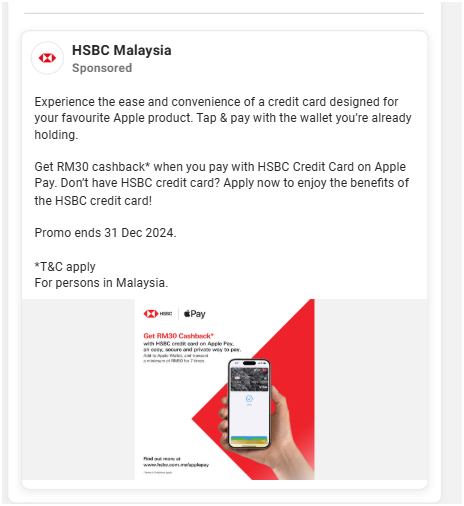 HSBC Malaysia
Sponsored
Experience the ease and convenience of a credit card designed for
your favourite Apple product. Tap & pay with the wallet you’re already
holding.
Get RM30 cashback* when you pay with HSBC Credit Card on Apple
Pay. Don’t have HSBC credit card? Apply now to enjoy the benefits of
the HSBC credit card!
Promo ends 31 Dec 2024.
*T&C apply
For persons in Malaysia.
HSBC Pay
Get RM30 Cashback*
with HSBC credit card on Apple Pay,
an easy, secure and private way to pay.
Add to Apple Wallet, and transact
a minimum of RM30 for 7 times
Find out more at
www.hsbc.com.my/applepay